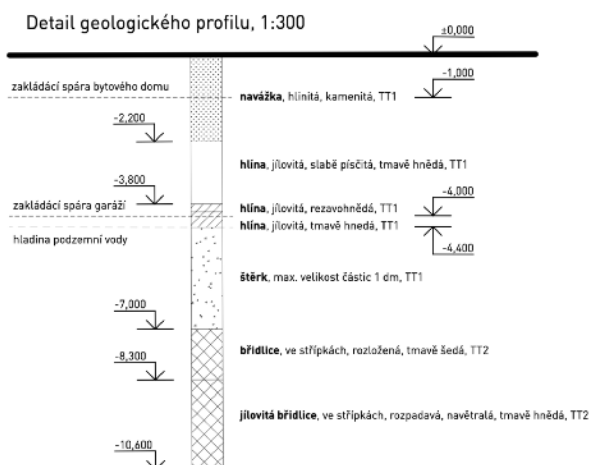 Detail geologického profilu, 1:300
±0,000
zakládácí spára bytového domu
-1,000
navážka, hlinitá, kamenitá, TT1
-2,200
hlína, jílovitá, slabě písčitá, tmavě hnědá, TT1
-3,800
-4,000
zakládácí spára garáží
hlína, jílovitá, rezavohnědá, TT1
hlína, jílovitá, tmavě hnedá, TT1
hladina podzemní vody
-4,400
štěrk, max. velikost částic 1 dm, TT1
-7,000
břidlice, ve střípkách, rozložená, tmavě šedá, TT2
-8,300
jílovitá břidlice, ve střípkách, rozpadavá, navětralá, tmavě hnědá, TT2
-10,600